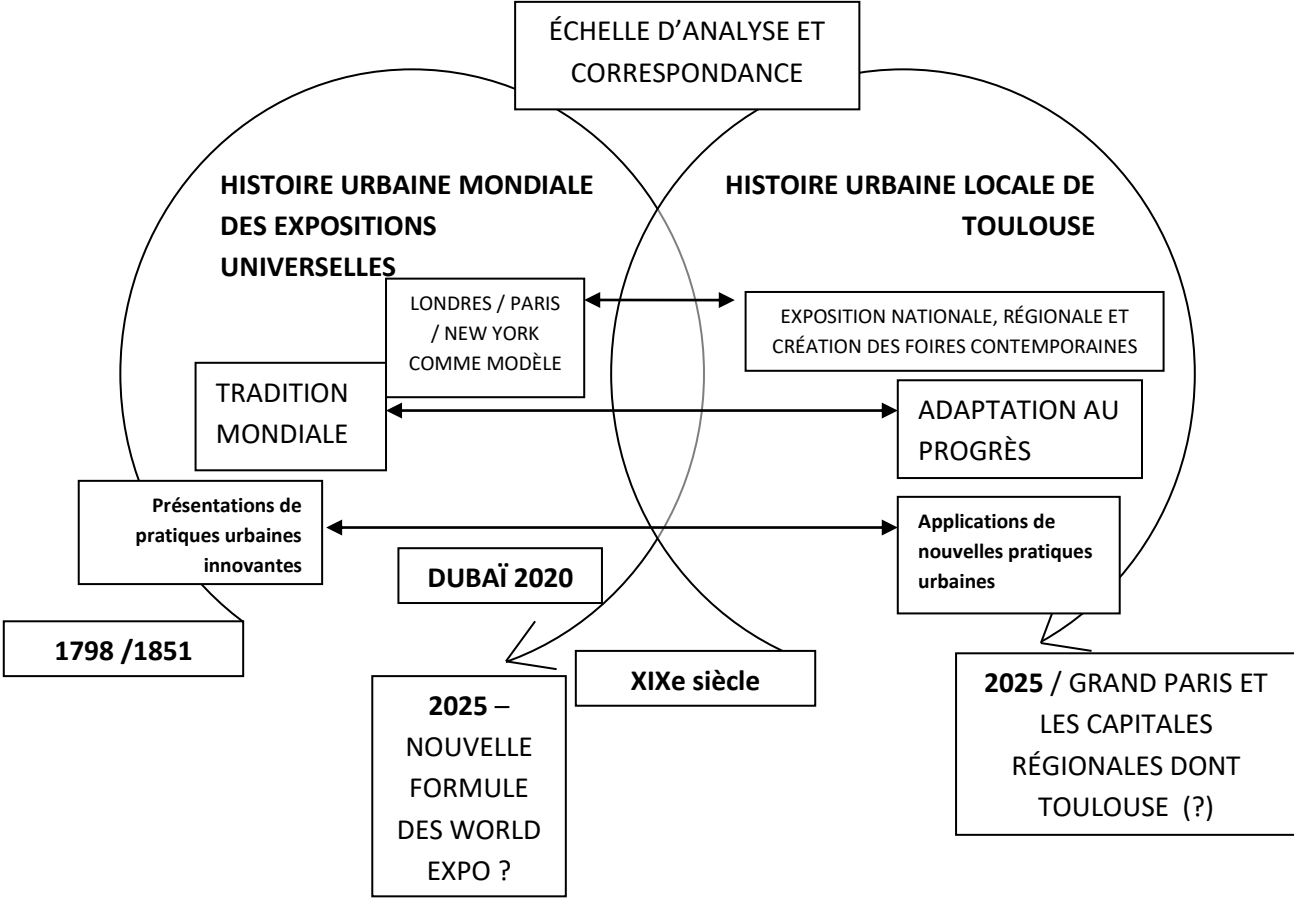 ÉCHELLE D’ANALYSE ET
CORRESPONDANCE
HISTOIRE URBAINE MONDIALE
DES EXPOSITIONS
UNIVERSELLES
HISTOIRE URBAINE LOCALE DE
TOULOUSE
LONDRES / PARIS
/ NEW YORK
COMME MODÈLE
EXPOSITION NATIONALE, RÉGIONALE ET
CRÉATION DES FOIRES CONTEMPORAINES
TRADITION
MONDIALE
ADAPTATION AU
PROGRÈS
Présentations de
pratiques urbaines
innovantes
Applications de
nouvelles pratiques
urbaines
DUBAÏ 2020
1798 /1851
XIXe siècle
2025 –
NOUVELLE
FORMULE
DES WORLD
EXPO ?
2025 / GRAND PARIS ET
LES CAPITALES
RÉGIONALES DONT
TOULOUSE (?)